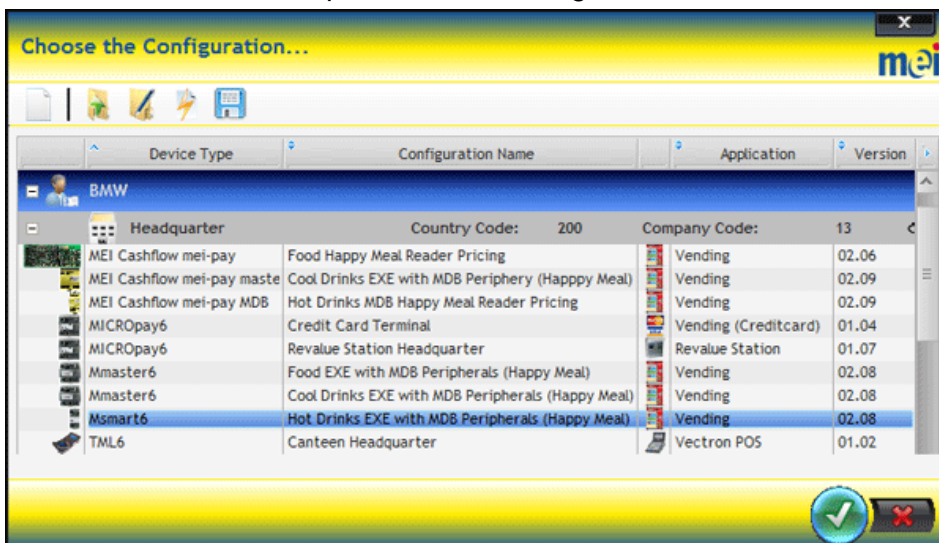 x
Choose the Configuration...
mei
Device Type Configuration Name Application Version
BMW
Headquarter Country Code: 200 Company Code: 13
MEI Cashflow mei-pay Food Happy Meal Reader Pricing Vending 02.06
MEI Cashflow mei-pay maste Cool Drinks EXE with MDB Periphery (Happpy Meal) Vending 02.09
MEI Cashflow mei-pay MDB Hot Drinks MDB Happy Meal Reader Pricing Vending 02.09
MICROpay6 Credit Card Terminal Vending (Creditcard) 01.04
MICROpay6 Revalue Station Headquarter Revalue Station 01.07
Mmaster6 Food EXE with MDB Peripherals (Happy Meal) Vending 02.08
Mmaster6 Cool Drinks EXE with MDB Peripherals (Happy Meal) Vending 02.08
Msmart6 Hot Drinks EXE with MDB Peripherals (Happy Meal) Vending 02.08
TML6 Canteen Headquarter Vectron POS 01.02